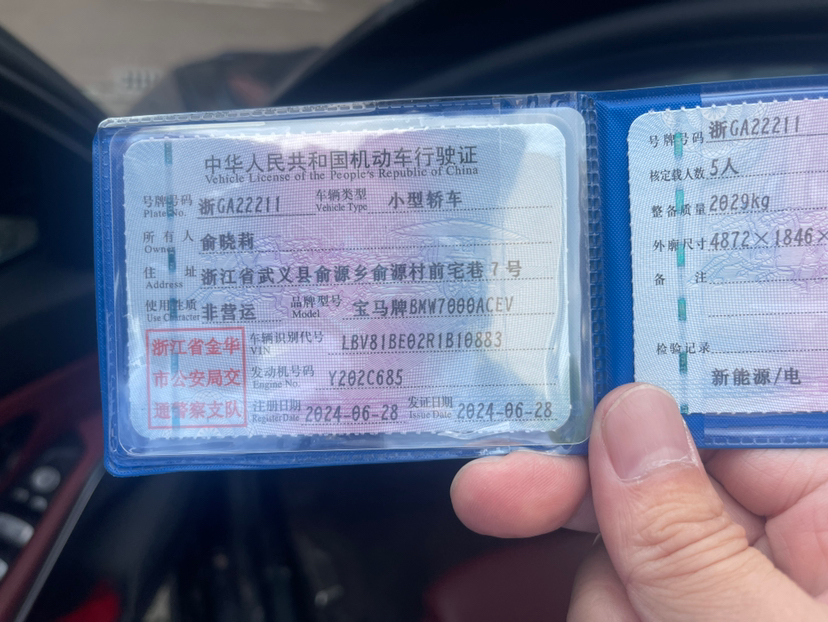 中华人民共和国机动车行驶证
Vehicle License of the People's Republic of China
号牌号码 浙GA22211 车辆类型 小型轿车
Plate No. Vehicle Type
所有人 俞晓莉
Owner
住址 浙江省武义县俞源乡俞源村前宅巷7号
Address
使用性质 非营运 品牌型号 宝马牌BMW7000ACEV
Use Character Model
浙江省金华
市公安局交
通警察支队
车辆识别代号 LBV81BE02R1B10883
VIN
发动机号码 Y202C685
Engine No.
注册日期 2024-06-28 发证日期 2024-06-28
Register Date Issue Date
号牌号码 浙GA22211
核定载人数 5人
整备质量 2029kg
外廓尺寸 4872×1846×
备注
检验记录
新能源/电